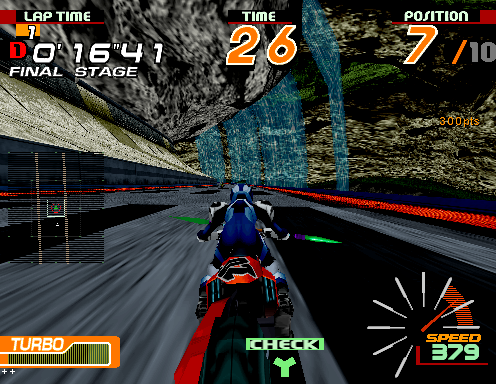 LAP TIME
TIME
POSITION
1
D 0'16"41
26
7/10
FINAL STAGE
300pts
TURBO
CHECK
SPEED
379
++